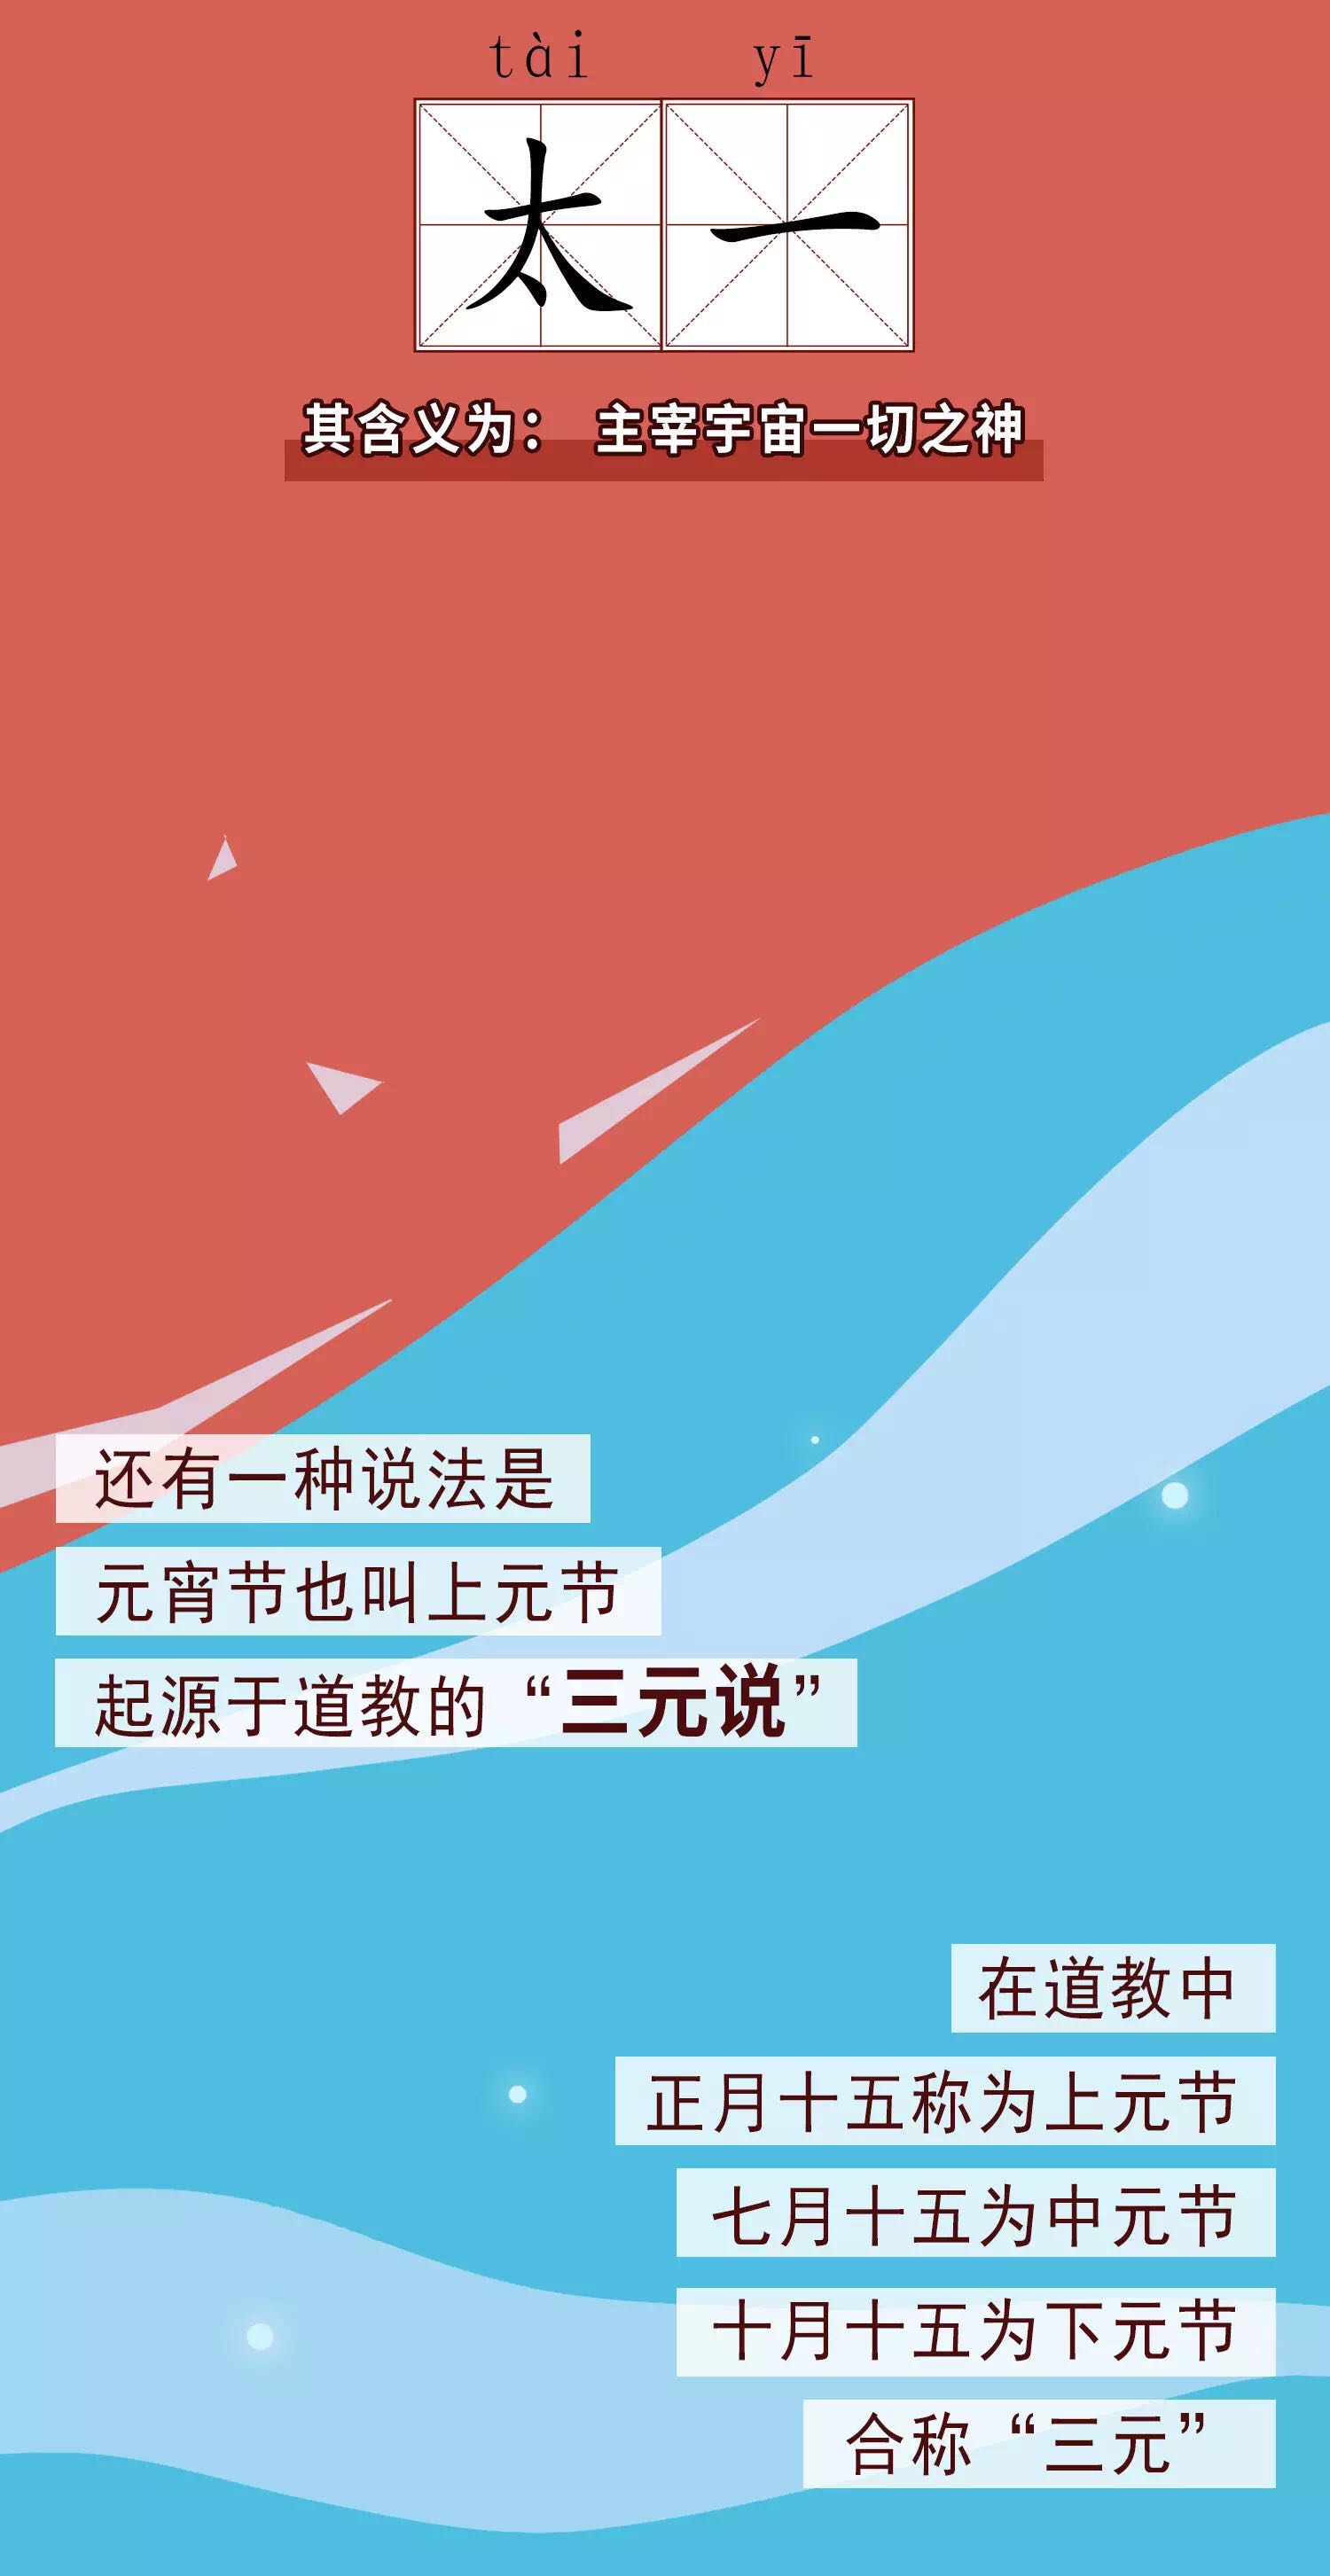 tài yī
太一
其含义为： 主宰宇宙一切之神
还有一种说法是
元宵节也叫上元节
起源于道教的“三元说”
在道教中
正月十五称为上元节
七月十五为中元节
十月十五为下元节
合称“三元”